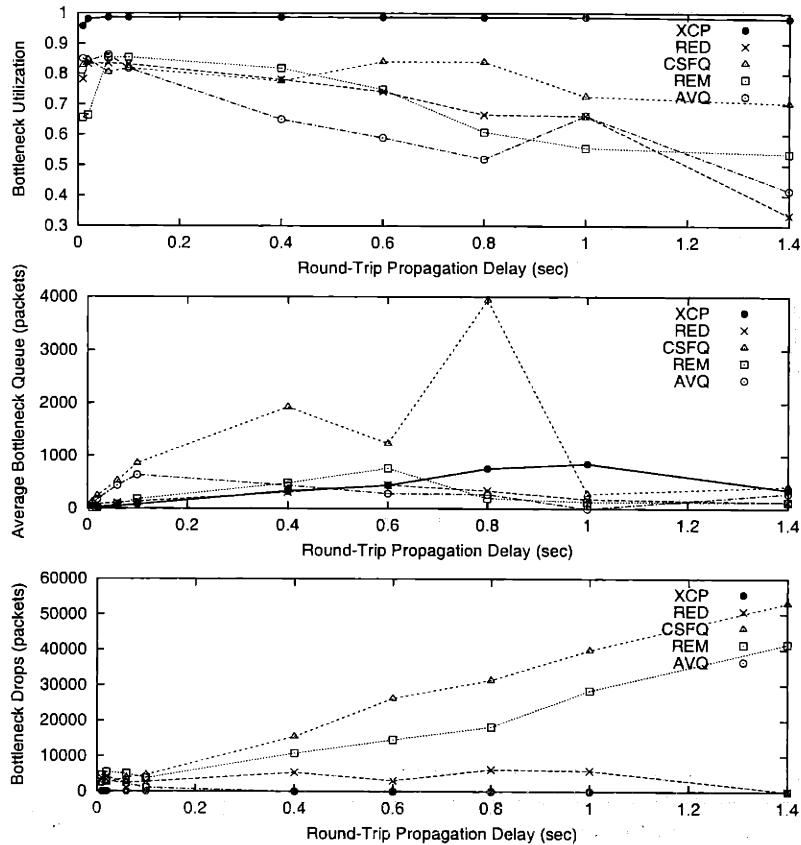 1
0.9
0.8
0.7
0.6
0.5
0.4
0.3
Bottleneck Utilization
XCP
RED
CSFQ
REM
AVQ
0 0.2 0.4 0.6 0.8 1 1.2 1.4
Round-Trip Propagation Delay (sec)
4000
3000
2000
1000
0
Average Bottleneck Queue (packets)
XCP
RED
CSFQ
REM
AVQ
0 0.2 0.4 0.6 0.8 1 1.2 1.4
Round-Trip Propagation Delay (sec)
60000
50000
40000
30000
20000
10000
0
Bottleneck Drops (packets)
XCP
RED
CSFQ
REM
AVQ
0 0.2 0.4 0.6 0.8 1 1.2 1.4
Round-Trip Propagation Delay (sec)